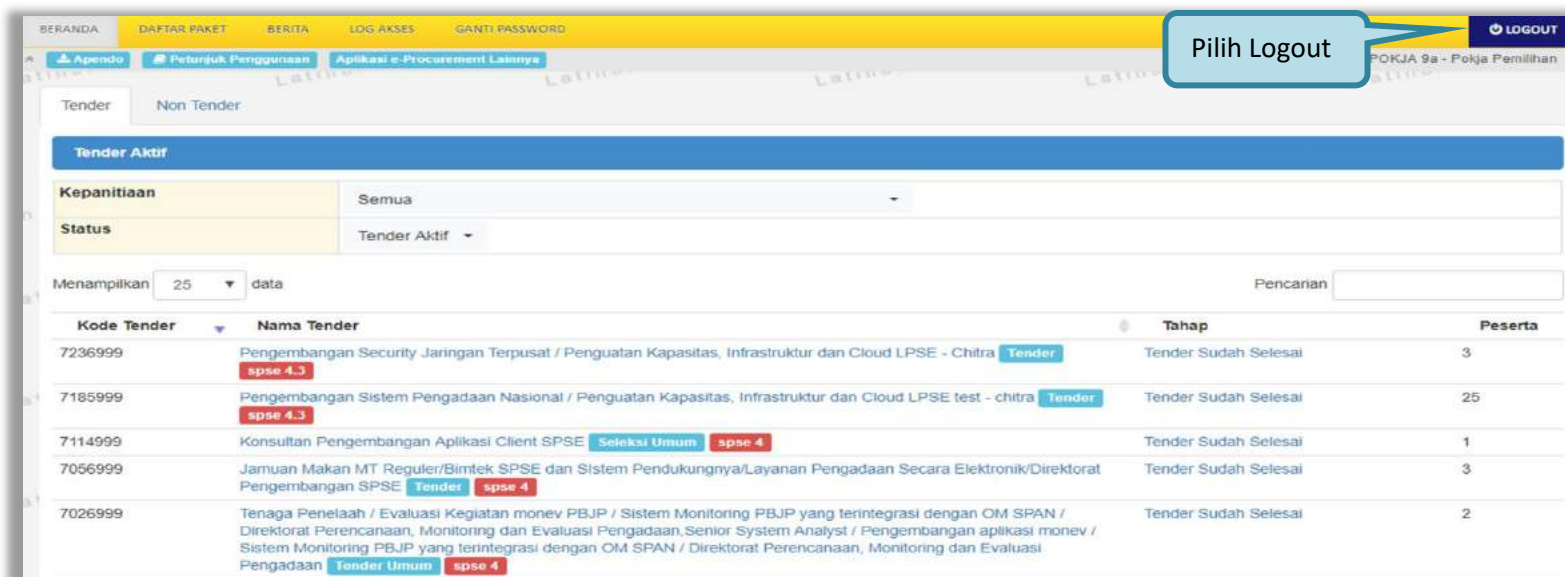 BERANDA DAFTAR PAKET BERITA LOG AKSES GANTI PASSWORD LOGOUT
Pilih Logout
Apendo Petunjuk Penggunaan Aplikasi e-Procurement Lainnya POKJA 9a - Pokja Pemilihan
Tender Non Tender
Tender Aktif
Kepanitiaan Semua
Status Tender Aktif
Menampilkan 25 data Pencarian
Kode Tender Nama Tender Tahap Peserta
7236999 Pengembangan Security Jaringan Terpusat / Penguatan Kapasitas, Infrastruktur dan Cloud LPSE - Chitra Tender Tender Sudah Selesai 3
spse 4.3
7185999 Pengembangan Sistem Pengadaan Nasional / Penguatan Kapasitas, Infrastruktur dan Cloud LPSE test - chitra Tender Tender Sudah Selesai 25
spse 4.3
7114999 Konsultan Pengembangan Aplikasi Client SPSE Seleksi Umum spse 4 Tender Sudah Selesai 1
7056999 Jamuan Makan MT Reguler/Bimtek SPSE dan SIstem Pendukungnya/Layanan Pengadaan Secara Elektronik/Direktorat Tender Sudah Selesai 3
Pengembangan SPSE Tender spse 4
7026999 Tenaga Penelaah / Evaluasi Kegiatan monev PBJP / Sistem Monitoring PBJP yang terintegrasi dengan OM SPAN / Tender Sudah Selesai 2
Direktorat Perencanaan, Monitoring dan Evaluasi Pengadaan,Senior System Analyst / Pengembangan aplikasi monev /
Sistem Monitoring PBJP yang terintegrasi dengan OM SPAN / Direktorat Perencanaan, Monitoring dan Evaluasi
Pengadaan Tender Umum spse 4